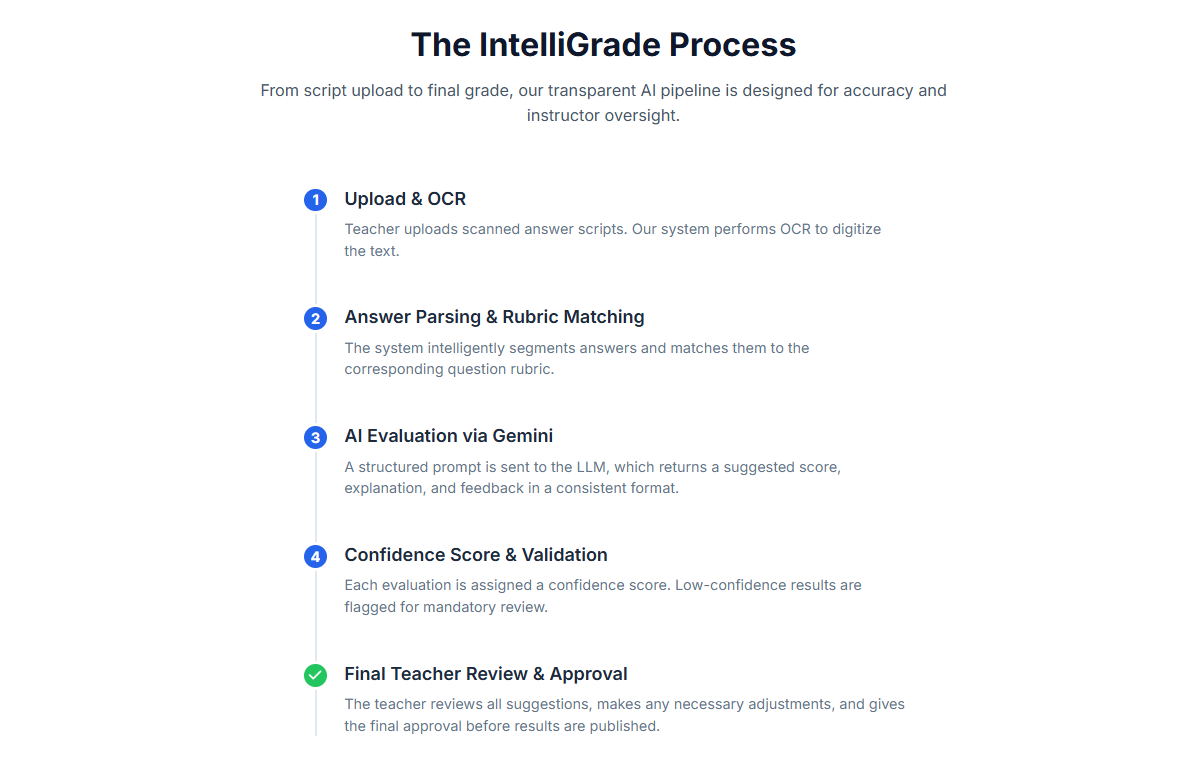 The IntelliGrade Process
From script upload to final grade, our transparent AI pipeline is designed for accuracy and
instructor oversight.
1
Upload & OCR
Teacher uploads scanned answer scripts. Our system performs OCR to digitize
the text.
2
Answer Parsing & Rubric Matching
The system intelligently segments answers and matches them to the
corresponding question rubric.
3
AI Evaluation via Gemini
A structured prompt is sent to the LLM, which returns a suggested score,
explanation, and feedback in a consistent format.
4
Confidence Score & Validation
Each evaluation is assigned a confidence score. Low-confidence results are
flagged for mandatory review.
Final Teacher Review & Approval
The teacher reviews all suggestions, makes any necessary adjustments, and gives
the final approval before results are published.